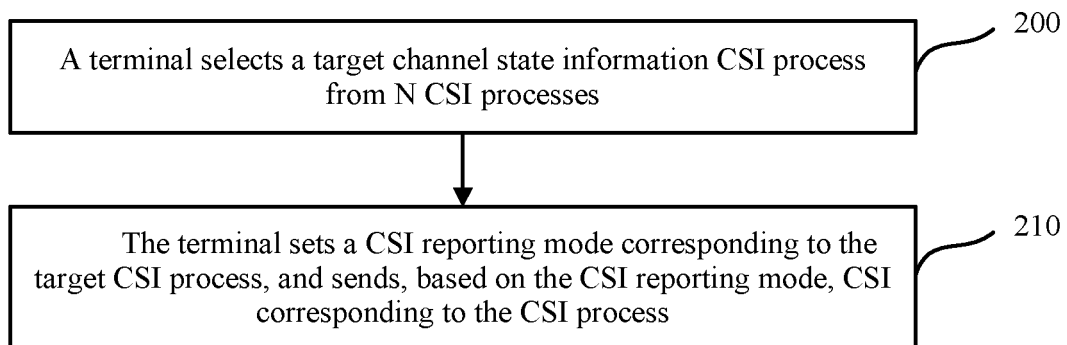 200
A terminal selects a target channel state information CSI process
from N CSI processes
210
The terminal sets a CSI reporting mode corresponding to the
target CSI process, and sends, based on the CSI reporting mode, CSI
corresponding to the CSI process